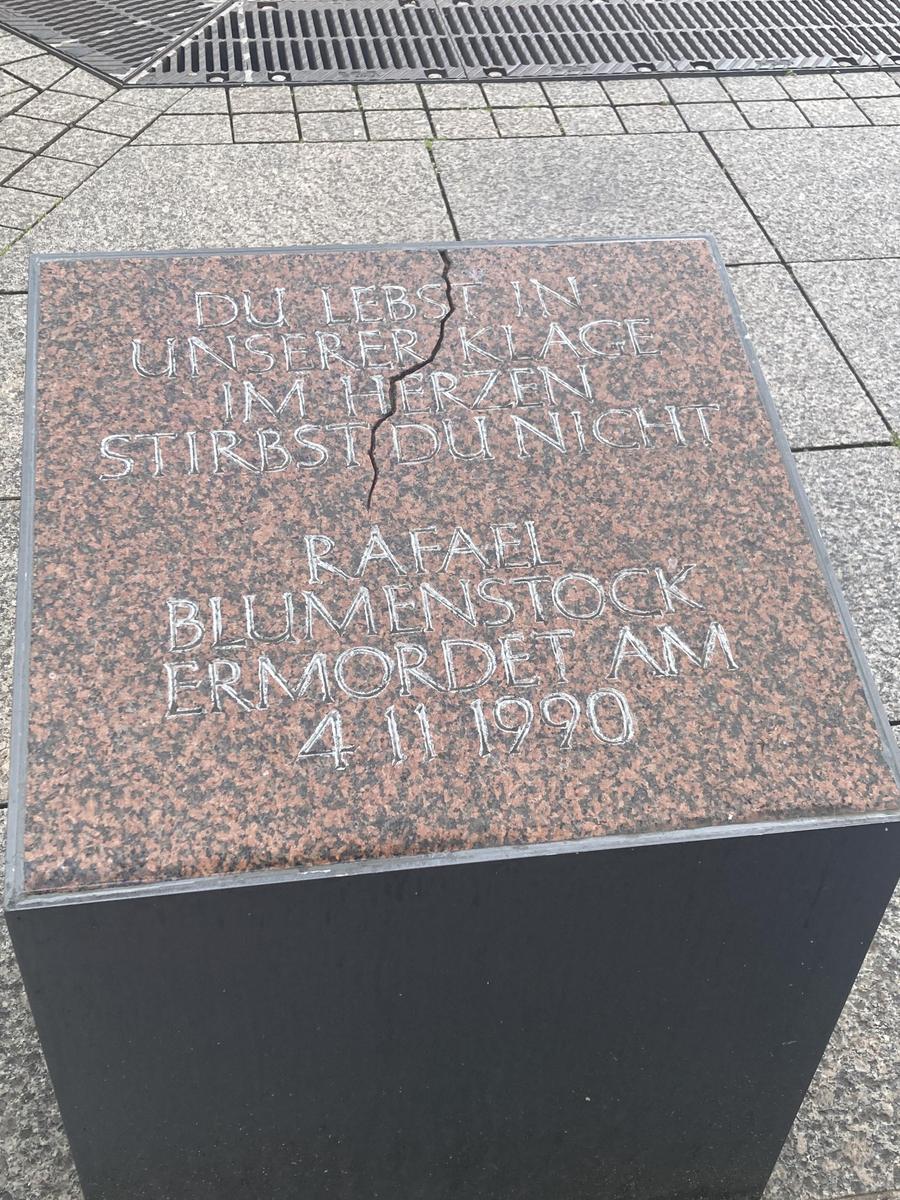 DU LEBST IN
UNSERER KLAGE
IM HERZEN
STIRBST DU NICHT
RAFAEL
BLUMENSTOCK
ERMORDET AM
4 11 1990